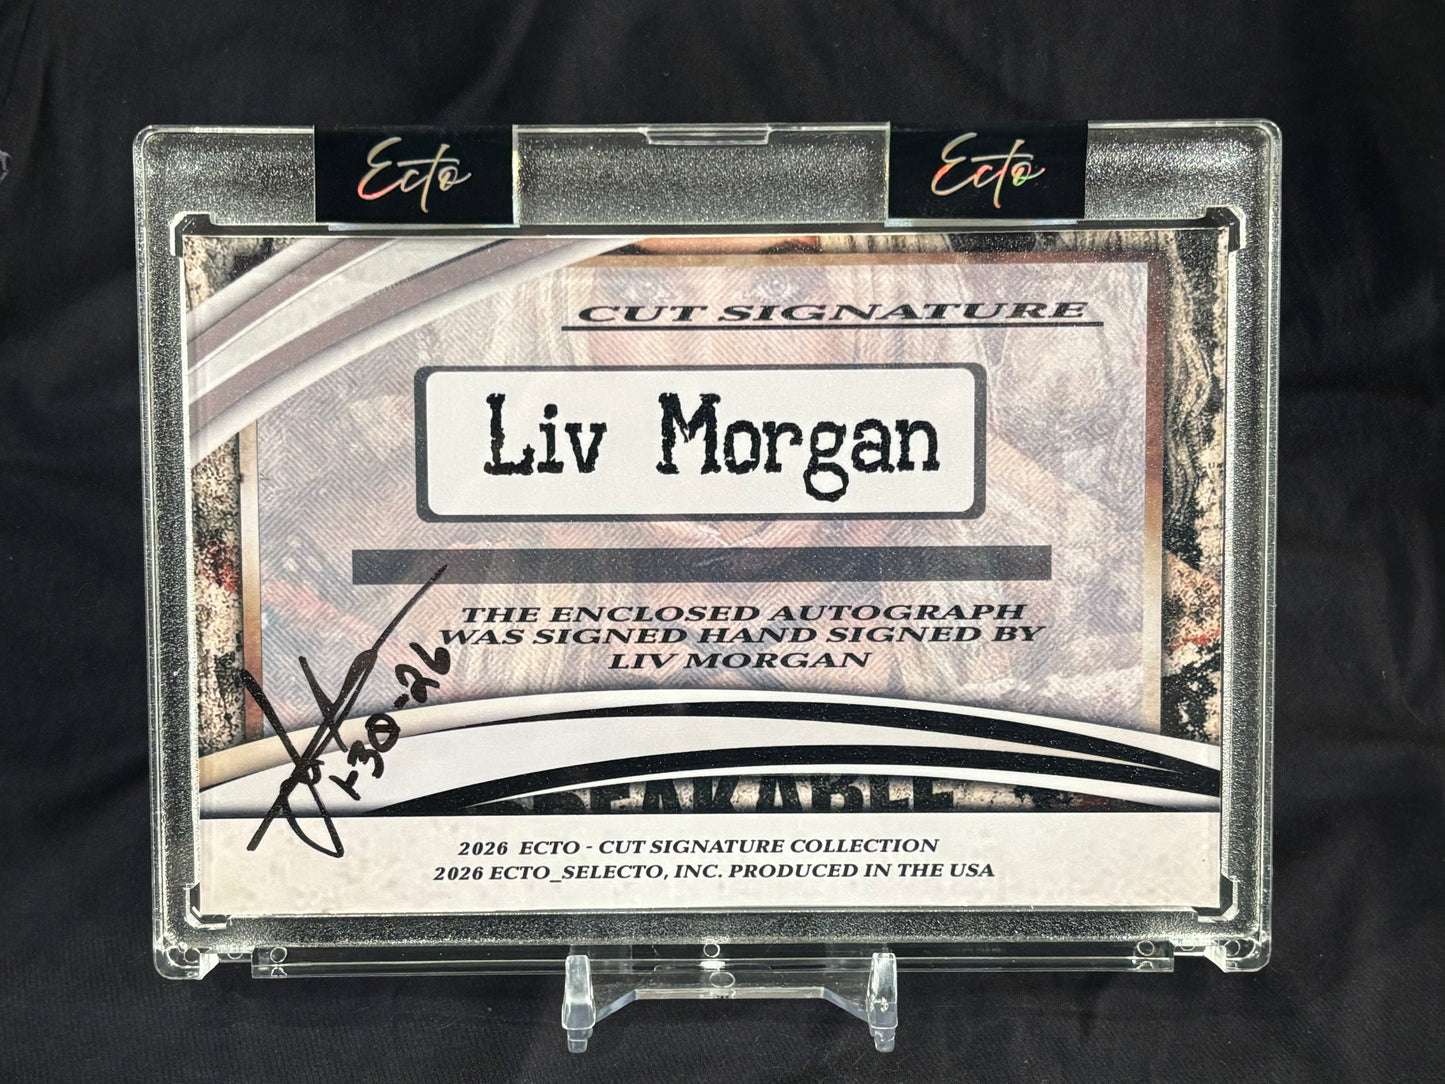 Ecto Ecto
CUT SIGNATURE
Liv Morgan
THE ENCLOSED AUTOGRAPH
WAS SIGNED HAND SIGNED BY
LIV MORGAN
1-30-26
2026 ECTO - CUT SIGNATURE COLLECTION
2026 ECTO_SELECTO, INC. PRODUCED IN THE USA